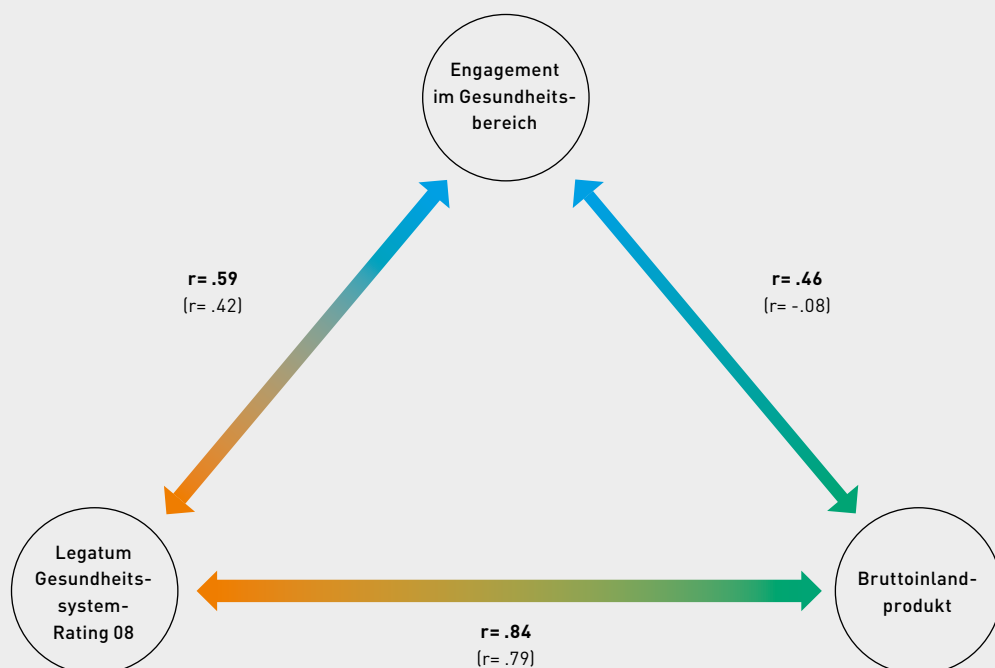 Engagement
im Gesundheits-
bereich
r= .59
(r= .42)
r= .46
(r= -.08)
Legatum
Gesundheits-
system-
Rating 08
Bruttoinland-
produkt
r= .84
(r= .79)